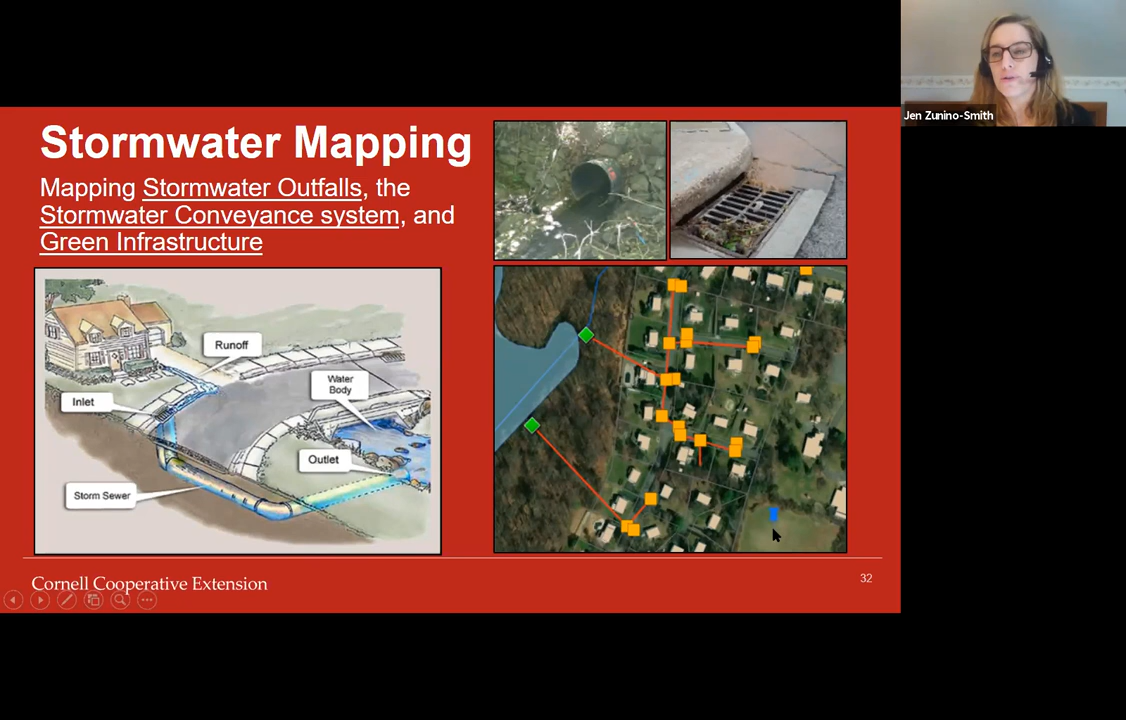 Stormwater Mapping
Mapping Stormwater Outfalls, the
Stormwater Conveyance system, and
Green Infrastructure
Runoff
Water
Body
Inlet
Outlet
Storm Sewer
Cornell Cooperative Extension
32
Jen Zunino-Smith